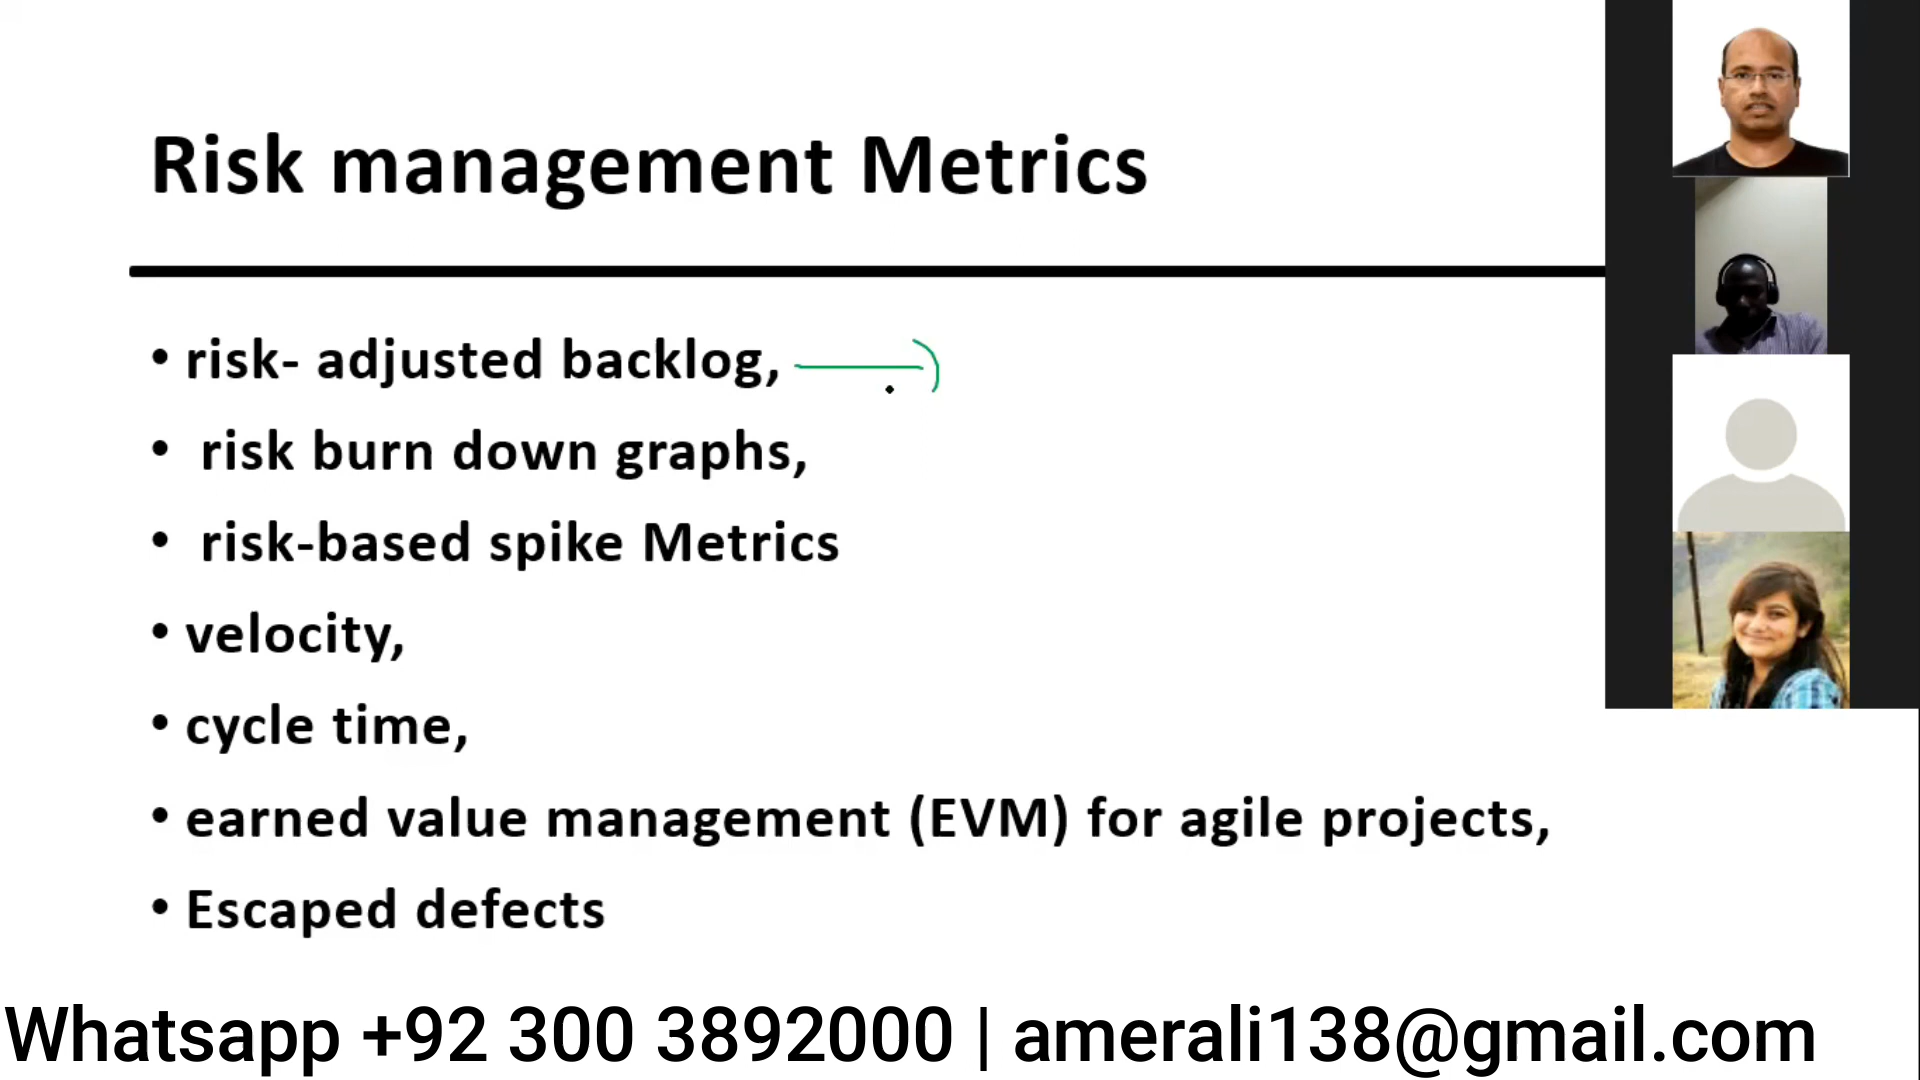 Risk management Metrics
• risk- adjusted backlog,
• risk burn down graphs,
• risk-based spike Metrics
• velocity,
• cycle time,
• earned value management (EVM) for agile projects,
• Escaped defects
Whatsapp +92 300 3892000 | amerali138@gmail.com